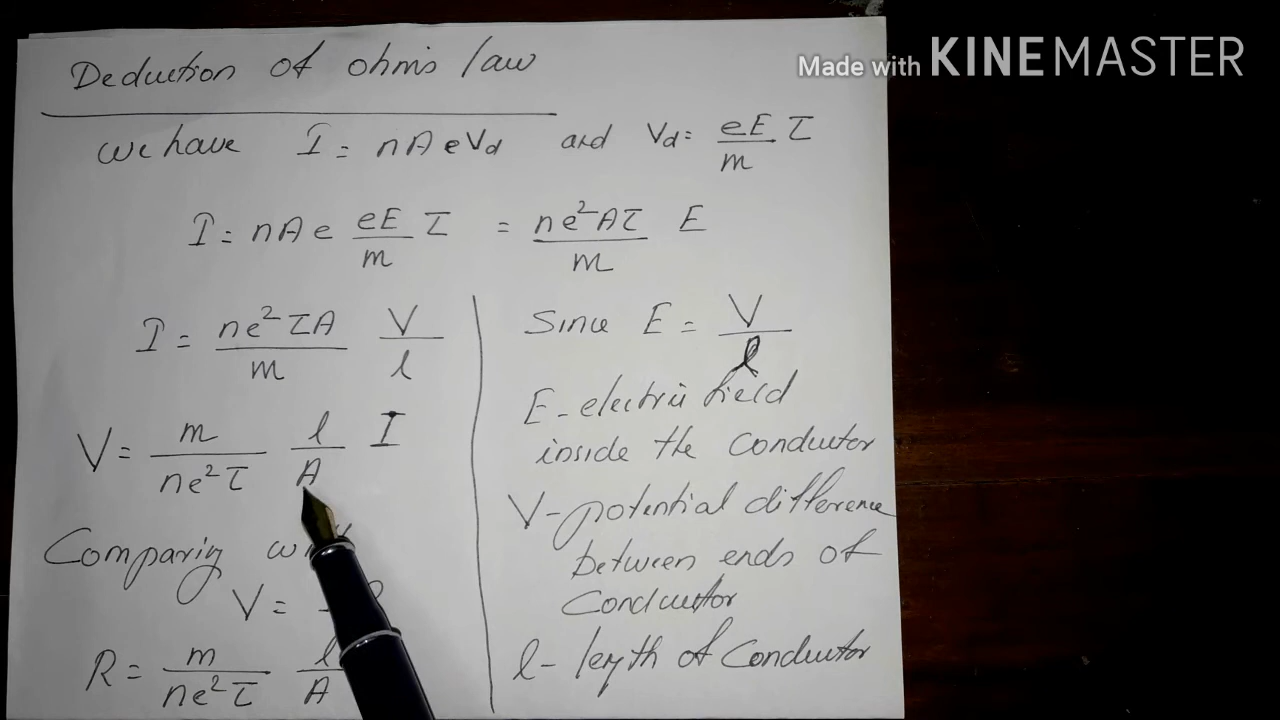 Made with KINEMASTER
Deduction of ohm's law
we have I = nAeVd and Vd = eE/m τ
I = nAe eE/m τ = ne²Aτ/m E
I = ne²τA/m V/l
V = m/ne²τ l/A I
Comparing
V =
R = m/ne²τ l/A
Since E = V/l
E - electric field
inside the conductor
V - potential difference
between ends of
Conductor
l - length of Conductor